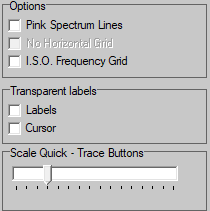 Options
Pink Spectrum Lines
No Horizontal Grid
I.S.O. Frequency Grid
Transparent labels
Labels
Cursor
Scale Quick - Trace Buttons